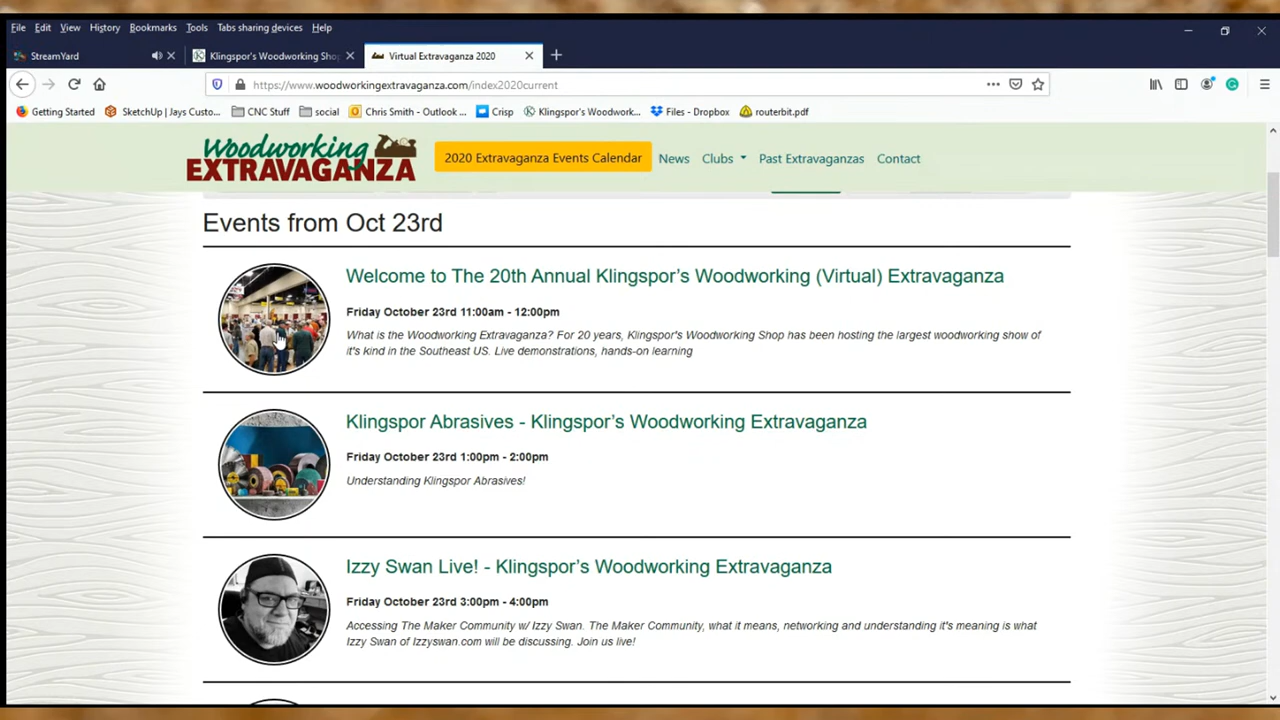 File Edit View History Bookmarks Tools Tabs sharing devices Help
StreamYard Klingspor's Woodworking Sho Virtual Extravaganza 2020
https://www.woodworkingextravaganza.com/index2020current
Getting Started SketchUp | Jays Custo... CNC Stuff social Chris Smith - Outlook ... Crisp Klingspor's Woodwork... Files - Dropbox routerbit.pdf
Woodworking
EXTRAVAGANZA
2020 Extravaganza Events Calendar News Clubs Past Extravaganzas Contact
Events from Oct 23rd
Welcome to The 20th Annual Klingspor's Woodworking (Virtual) Extravaganza
Friday October 23rd 11:00am - 12:00pm
What is the Woodworking Extravaganza? For 20 years, Klingspor's Woodworking Shop has been hosting the largest woodworking show of
it's kind in the Southeast US. Live demonstrations, hands-on learning
Klingspor Abrasives - Klingspor's Woodworking Extravaganza
Friday October 23rd 1:00pm - 2:00pm
Understanding Klingspor Abrasives!
Izzy Swan Live! - Klingspor's Woodworking Extravaganza
Friday October 23rd 3:00pm - 4:00pm
Accessing The Maker Community w/ Izzy Swan. The Maker Community, what it means, networking and understanding it's meaning is what
Izzy Swan of Izzyswan.com will be discussing. Join us live!